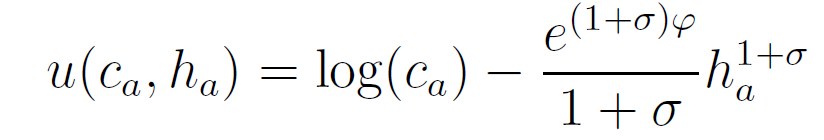 u(c_a, h_a) = log(c_a) − \frac{e^{(1+σ)φ}}{1 + σ} h_a^{1+σ}